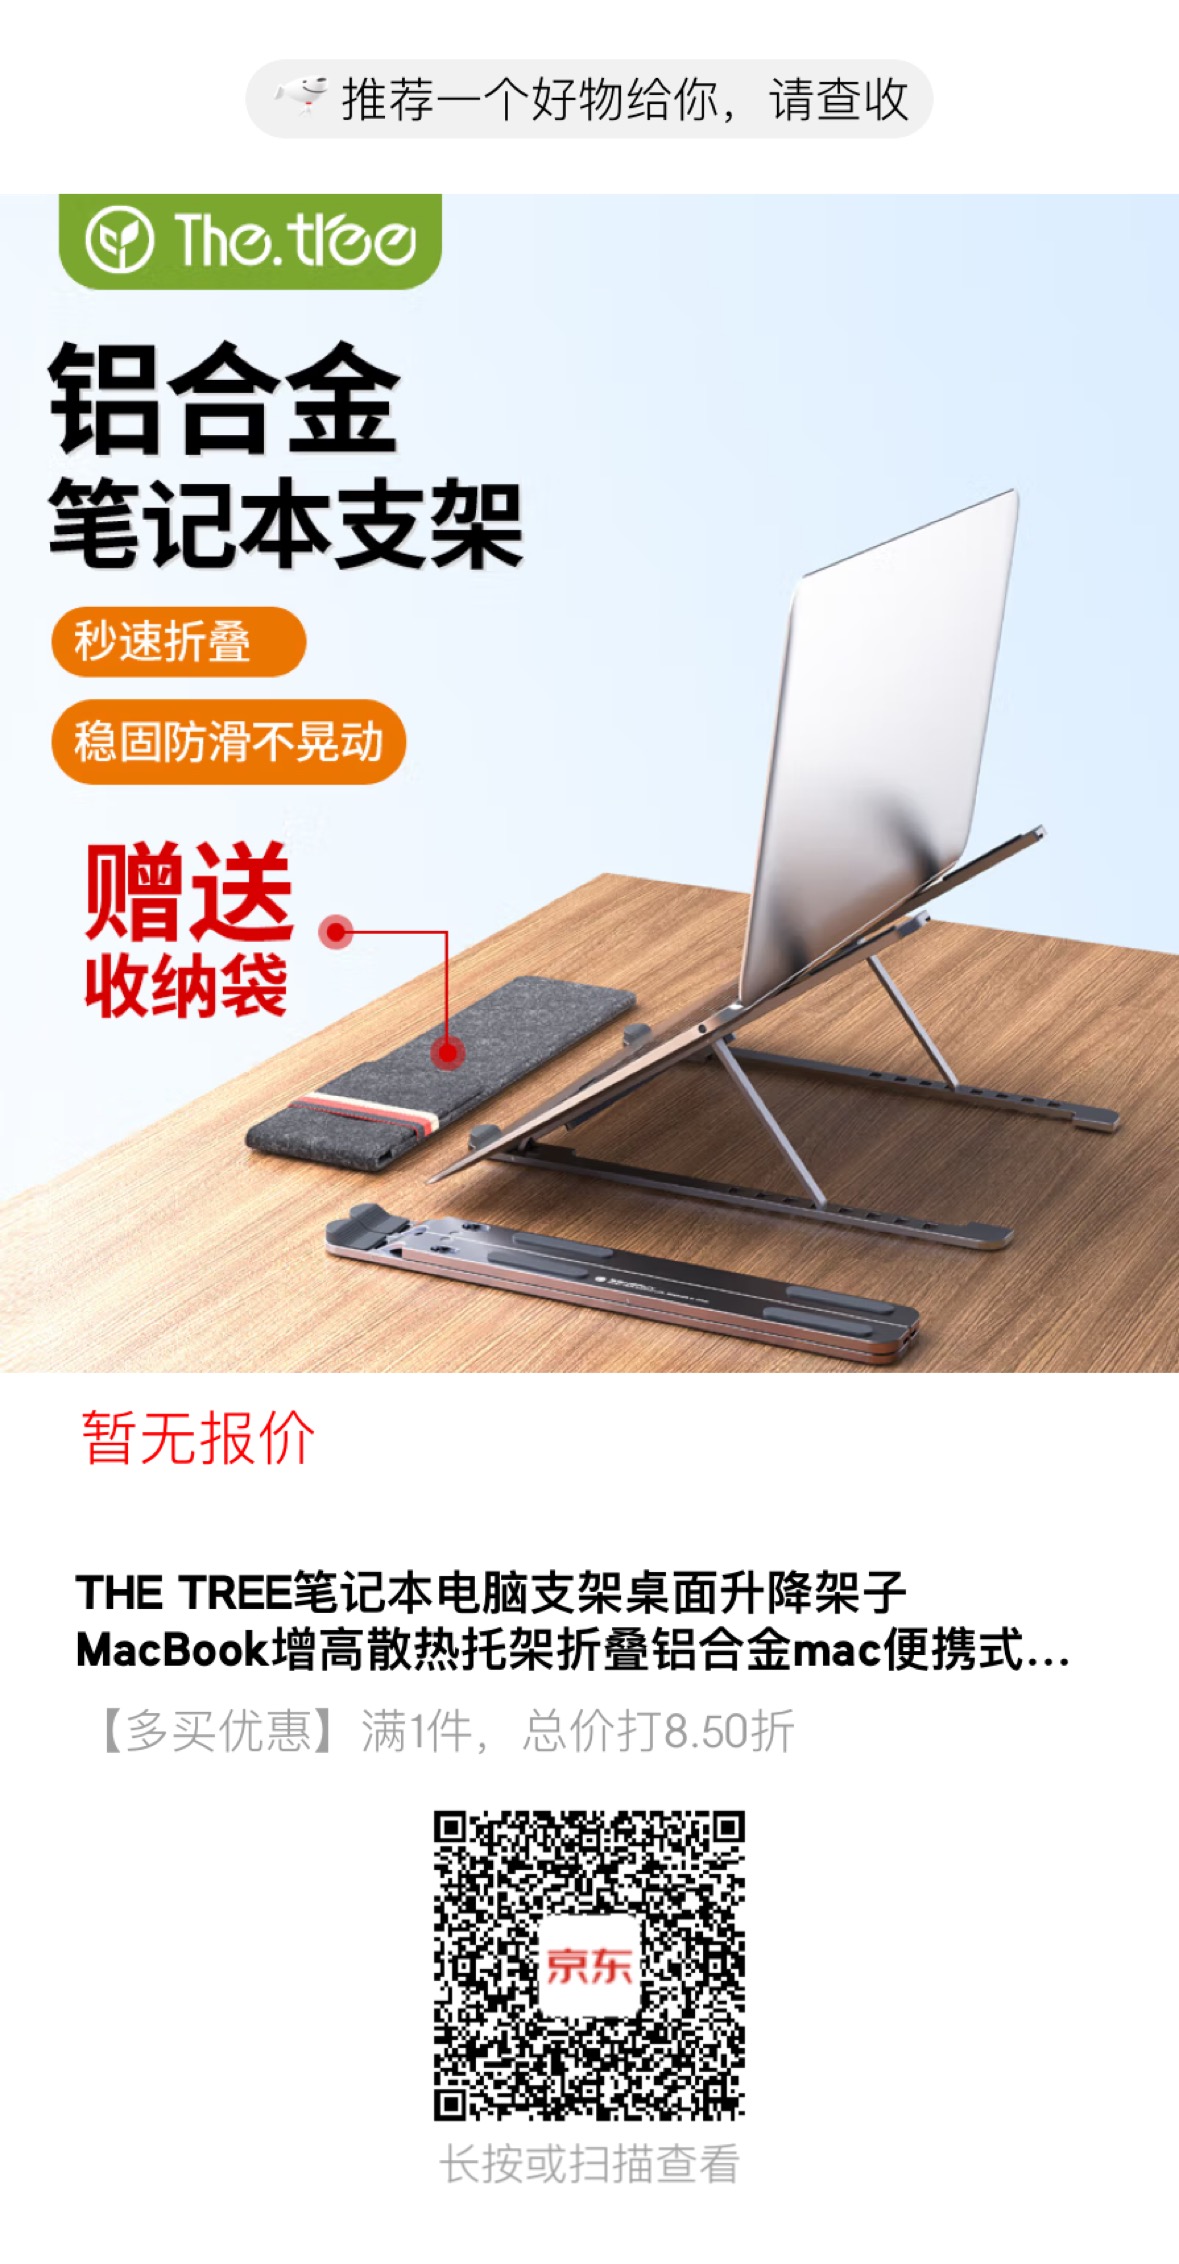 推荐一个好物给你，请查收
The.tree
铝合金
笔记本支架
秒速折叠
稳固防滑不晃动
赠送
收纳袋
暂无报价
THE TREE笔记本电脑支架桌面升降架子
MacBook增高散热托架折叠铝合金mac便携式...
【多买优惠】满1件，总价打8.50折
京东
长按或扫描查看